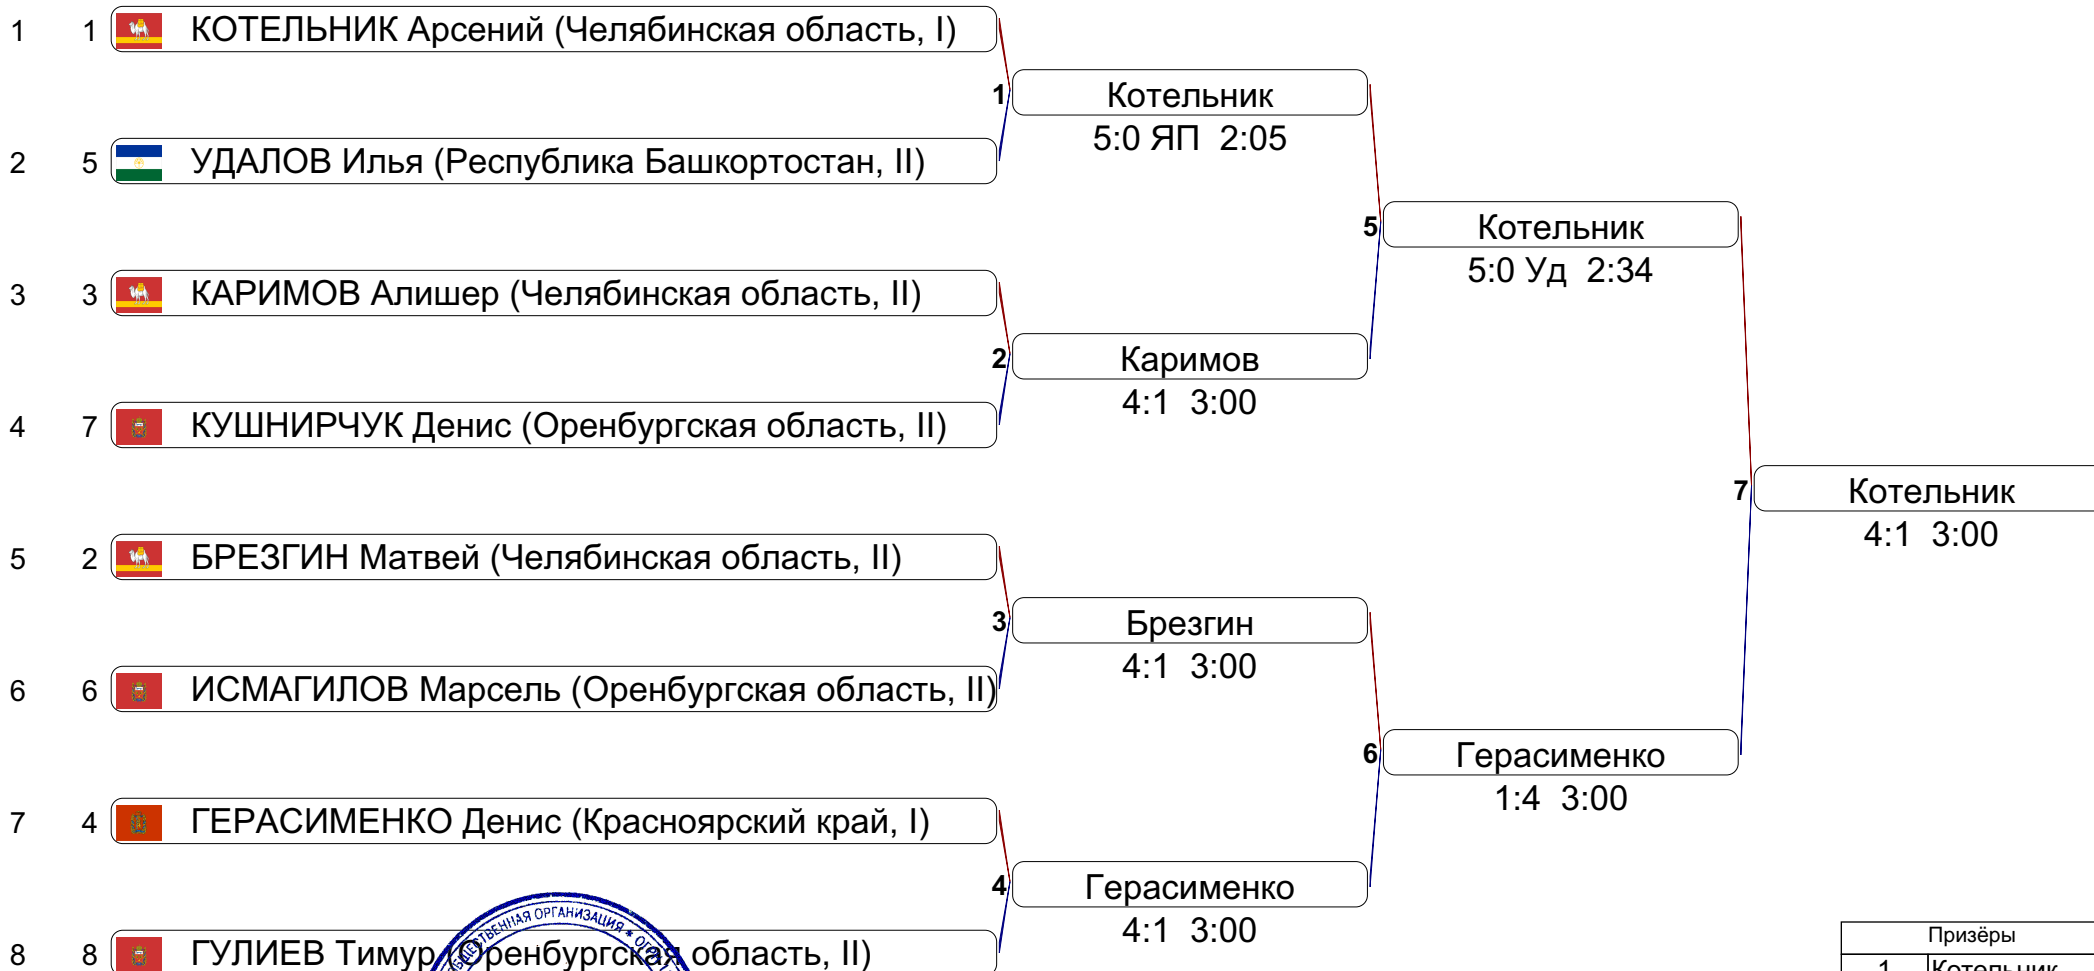 1 1 КОТЕЛЬНИК Арсений (Челябинская область, I)
1 Котельник
5:0 ЯП 2:05
2 5 УДАЛОВ Илья (Республика Башкортостан, II)
5 Котельник
5:0 Уд 2:34
3 3 КАРИМОВ Алишер (Челябинская область, II)
2 Каримов
4:1 3:00
4 7 КУШНИРЧУК Денис (Оренбургская область, II)
7 Котельник
4:1 3:00
5 2 БРЕЗГИН Матвей (Челябинская область, II)
3 Брезгин
4:1 3:00
6 6 ИСМАГИЛОВ Марсель (Оренбургская область, II)
6 Герасименко
1:4 3:00
7 4 ГЕРАСИМЕНКО Денис (Красноярский край, I)
4 Герасименко
4:1 3:00
8 8 ГУЛИЕВ Тимур (Оренбургская область, II)
ОРГАНИЗАЦИЯ
Призёры
1 Котельник